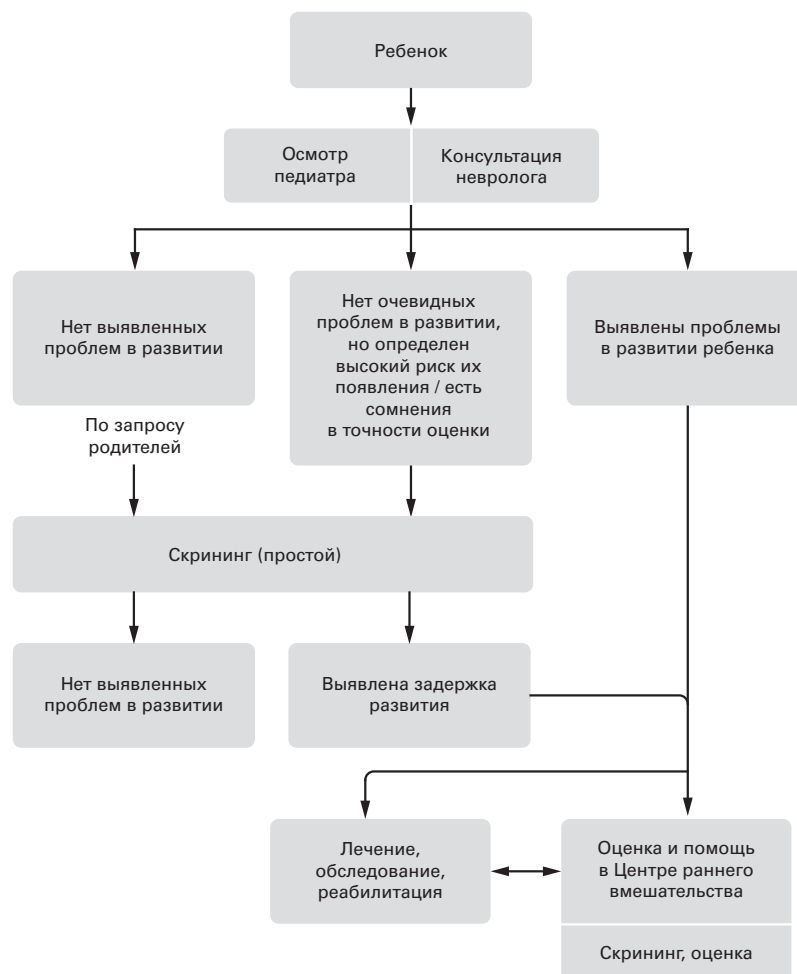 Ребенок
Осмотр
педиатра
Консультация
невролога
Нет выявленных
проблем в развитии
Нет очевидных
проблем в развитии,
но определен
высокий риск их
появления / есть
сомнения
в точности оценки
Выявлены проблемы
в развитии ребенка
По запросу
родителей
Скрининг (простой)
Нет выявленных
проблем в развитии
Выявлена задержка
развития
Лечение,
обследование,
реабилитация
Оценка и помощь
в Центре раннего
вмешательства
Скрининг, оценка